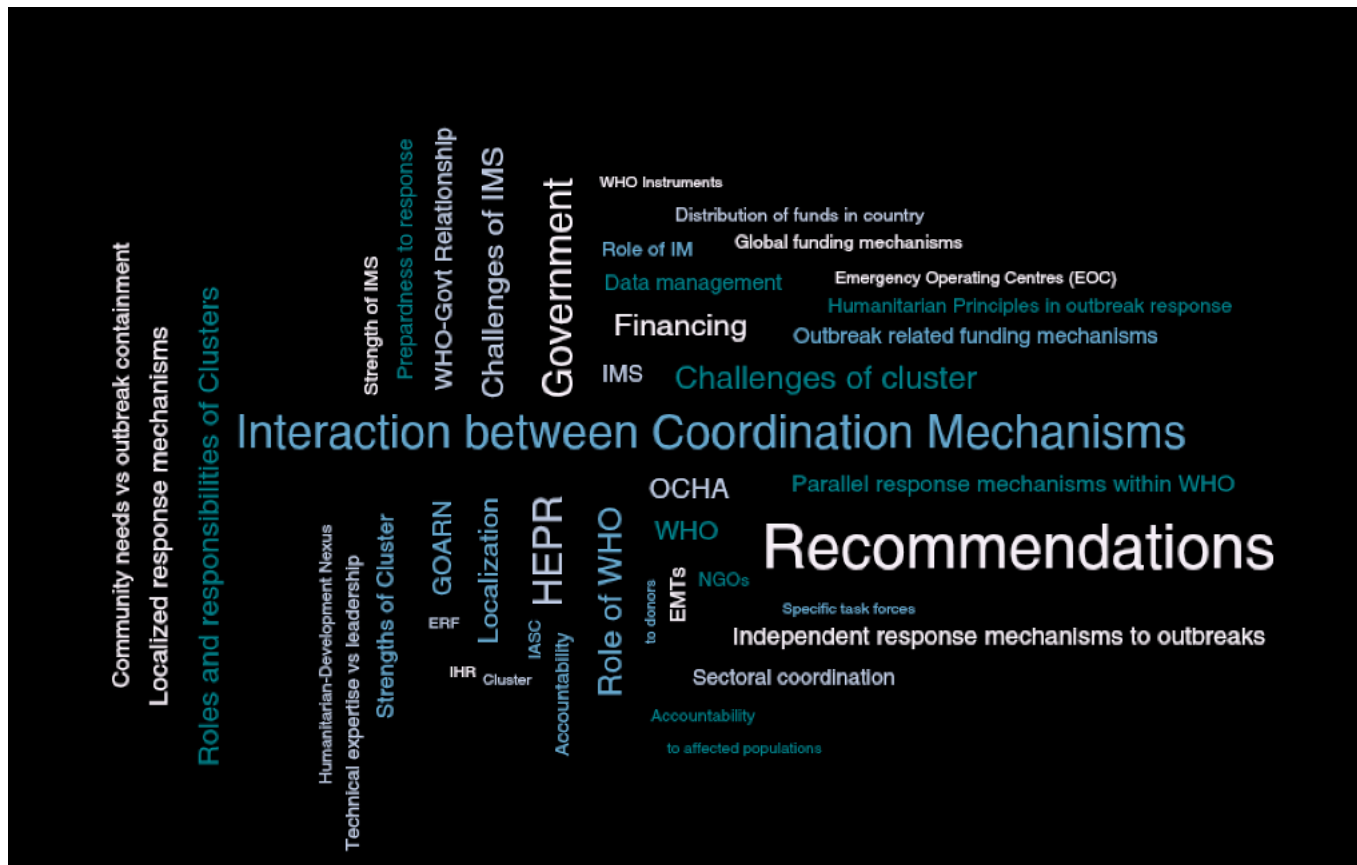 Community needs vs outbreak containment
Localized response mechanisms
Roles and responsibilities of Clusters
Strength of IMS
Prepardness to response
WHO-Govt Relationship
Challenges of IMS
Government
WHO Instruments
Distribution of funds in country
Role of IM
Global funding mechanisms
Data management
Emergency Operating Centres (EOC)
Humanitarian Principles in outbreak response
Financing
Outbreak related funding mechanisms
IMS
Challenges of cluster
Interaction between Coordination Mechanisms
Humanitarian-Development Nexus
Technical expertise vs leadership
Strengths of Cluster
GOARN
ERF
IHR
Localization
Cluster
HEPR
IASC
Accountability
Role of WHO
OCHA
Parallel response mechanisms within WHO
WHO
Recommendations
to donors
EMTs
NGOs
Specific task forces
Independent response mechanisms to outbreaks
Sectoral coordination
Accountability
to affected populations